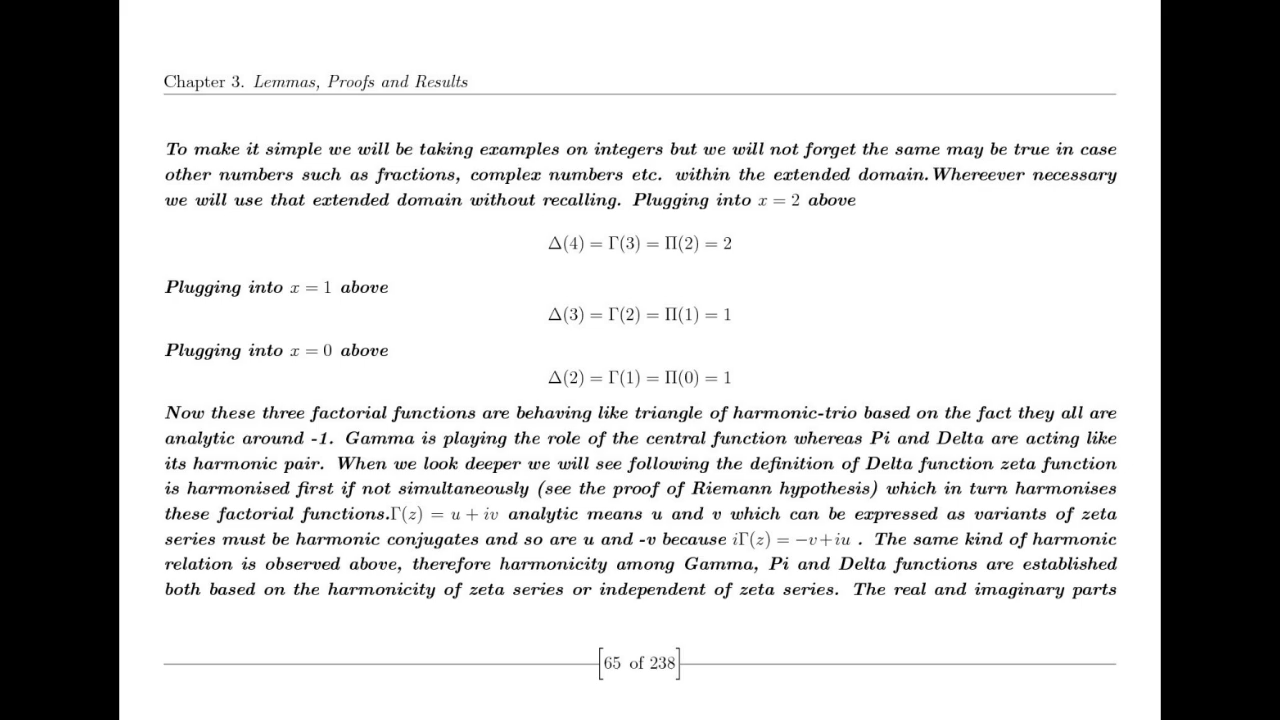 Chapter 3. Lemmas, Proofs and Results
To make it simple we will be taking examples on integers but we will not forget the same may be true in case
other numbers such as fractions, complex numbers etc. within the extended domain.Whereever necessary
we will use that extended domain without recalling. Plugging into x = 2 above
Δ(4) = Γ(3) = Π(2) = 2
Plugging into x = 1 above
Δ(3) = Γ(2) = Π(1) = 1
Plugging into x = 0 above
Δ(2) = Γ(1) = Π(0) = 1
Now these three factorial functions are behaving like triangle of harmonic-trio based on the fact they all are
analytic around -1. Gamma is playing the role of the central function whereas Pi and Delta are acting like
its harmonic pair. When we look deeper we will see following the definition of Delta function zeta function
is harmonised first if not simultaneously (see the proof of Riemann hypothesis) which in turn harmonises
these factorial functions.Γ(z) = u + iv analytic means u and v which can be expressed as variants of zeta
series must be harmonic conjugates and so are u and -v because iΓ(z) = −v+iu . The same kind of harmonic
relation is observed above, therefore harmonicity among Gamma, Pi and Delta functions are established
both based on the harmonicity of zeta series or independent of zeta series. The real and imaginary parts
[65 of 238]